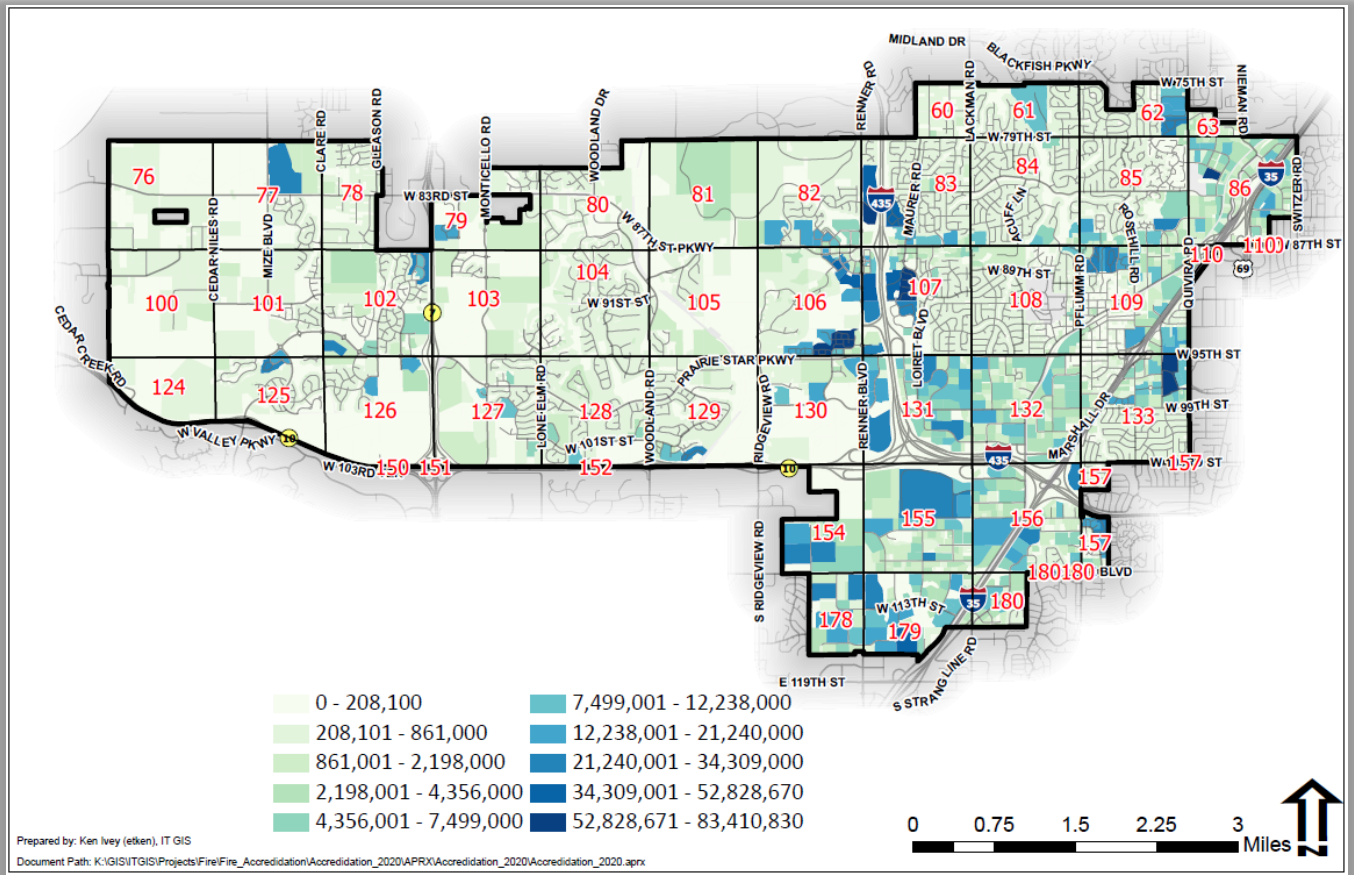 MIDLAND DR
BLACKFISH PKWY
W 75TH ST
NIEMAN RD
RENNER RD
LACKMAN RD
60
61
62
63
W 79TH ST
CLARE RD
GLEASON RD
MONTICELLO RD
WOODLAND DR
76
77
78
W 83RD ST
79
80
81
82
435
MAURER RD
83
84
85
86
35
SWITZER RD
CEDAR NILES RD
MIZE BLVD
W 87TH ST PKWY
ACUFF LN
ROSEHILL RD
QUIVIRA RD
110
110
W 87TH ST
69
100
101
102
103
104
W 91ST ST
105
106
107
W 89TH ST
108
PFLUMM RD
109
7
CEDAR CREEK RD
LOIRET BLVD
PRAIRIE STAR PKWY
W 95TH ST
124
125
126
127
LONE ELM RD
128
WOODLAND RD
129
RIDGEVIEW RD
130
RENNER BLVD
131
132
MARSHALL DR
133
W 99TH ST
W VALLEY PKWY
10
W 101ST ST
W 103RD
150
151
152
10
435
157
ST
157
S RIDGEVIEW RD
154
155
156
157
180
180
BLVD
178
W 113TH ST
179
35
180
E 119TH ST
S STRANG LINE RD
0 - 208,100
208,101 - 861,000
861,001 - 2,198,000
2,198,001 - 4,356,000
4,356,001 - 7,499,000
7,499,001 - 12,238,000
12,238,001 - 21,240,000
21,240,001 - 34,309,000
34,309,001 - 52,828,670
52,828,671 - 83,410,830
0 0.75 1.5 2.25 3
Miles
N
Prepared by: Ken Ivey (etken), IT GIS
Document Path: K:\GIS\ITGIS\Projects\Fire\Fire_Accredidation\Accredidation_2020\APRX\Accredidation_2020\Accredidation_2020.aprx